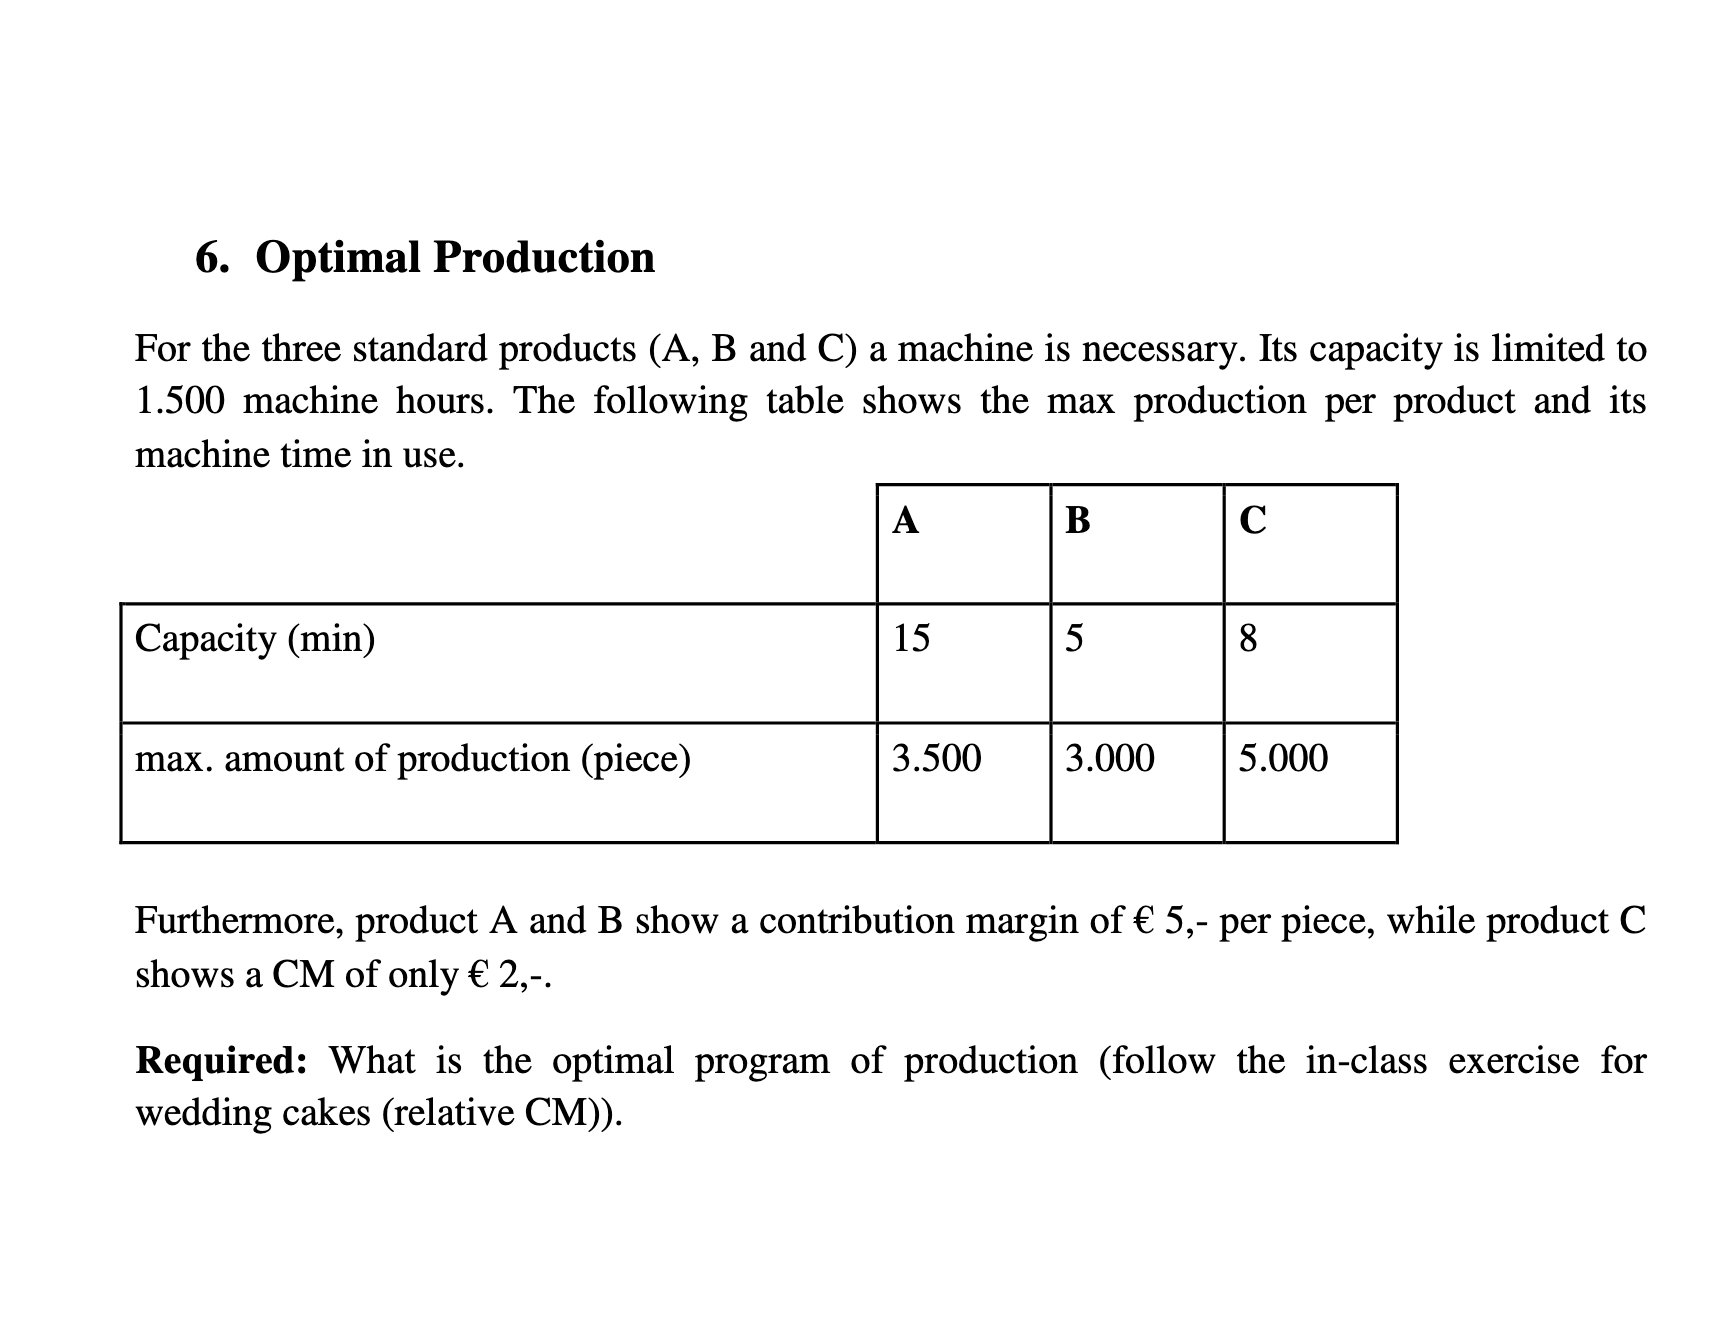 6. Optimal Production
For the three standard products (A, B and C) a machine is necessary. Its capacity is limited to
1.500 machine hours. The following table shows the max production per product and its
machine time in use.
A B C
Capacity (min) 15 5 8
max. amount of production (piece) 3.500 3.000 5.000
Furthermore, product A and B show a contribution margin of € 5,- per piece, while product C
shows a CM of only € 2,-.
Required: What is the optimal program of production (follow the in-class exercise for
wedding cakes (relative CM)).